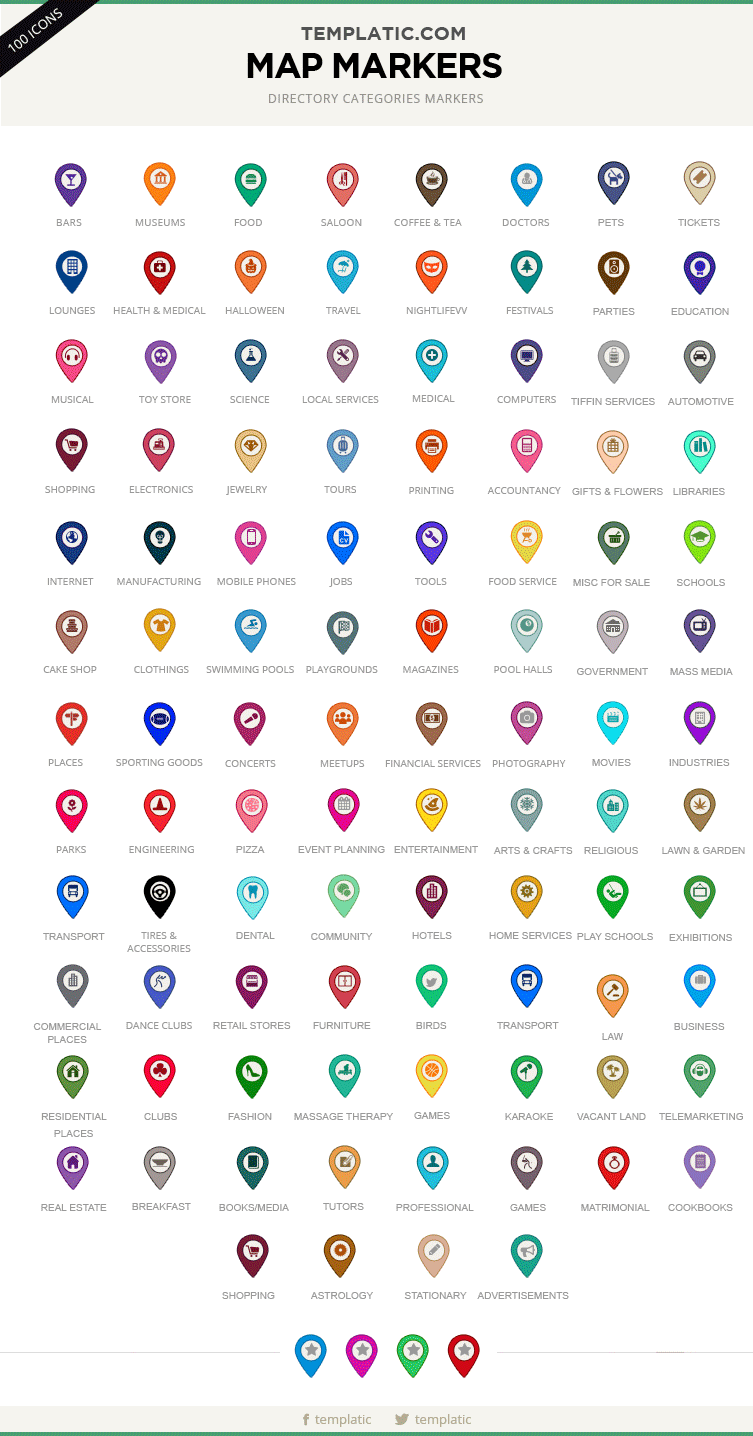 100 ICONS
TEMPLATIC.COM
MAP MARKERS
DIRECTORY CATEGORIES MARKERS
BARS MUSEUMS FOOD SALOON COFFEE & TEA DOCTORS PETS TICKETS
LOUNGES HEALTH & MEDICAL HALLOWEEN TRAVEL NIGHTLIFEVV FESTIVALS PARTIES EDUCATION
MUSICAL TOY STORE SCIENCE LOCAL SERVICES MEDICAL COMPUTERS TIFFIN SERVICES AUTOMOTIVE
SHOPPING ELECTRONICS JEWELRY TOURS PRINTING ACCOUNTANCY GIFTS & FLOWERS LIBRARIES
CV
INTERNET MANUFACTURING MOBILE PHONES JOBS TOOLS FOOD SERVICE MISC FOR SALE SCHOOLS
CAKE SHOP CLOTHINGS SWIMMING POOLS PLAYGROUNDS MAGAZINES POOL HALLS GOVERNMENT MASS MEDIA
PLACES SPORTING GOODS CONCERTS MEETUPS FINANCIAL SERVICES PHOTOGRAPHY MOVIES INDUSTRIES
PARKS ENGINEERING PIZZA EVENT PLANNING ENTERTAINMENT ARTS & CRAFTS RELIGIOUS LAWN & GARDEN
TRANSPORT TIRES & DENTAL COMMUNITY HOTELS HOME SERVICES PLAY SCHOOLS EXHIBITIONS
ACCESSORIES
COMMERCIAL DANCE CLUBS RETAIL STORES FURNITURE BIRDS TRANSPORT LAW BUSINESS
PLACES
RESIDENTIAL CLUBS FASHION MASSAGE THERAPY GAMES KARAOKE VACANT LAND TELEMARKETING
PLACES
REAL ESTATE BREAKFAST BOOKS/MEDIA TUTORS PROFESSIONAL GAMES MATRIMONIAL COOKBOOKS
SHOPPING ASTROLOGY STATIONARY ADVERTISEMENTS
templatic templatic